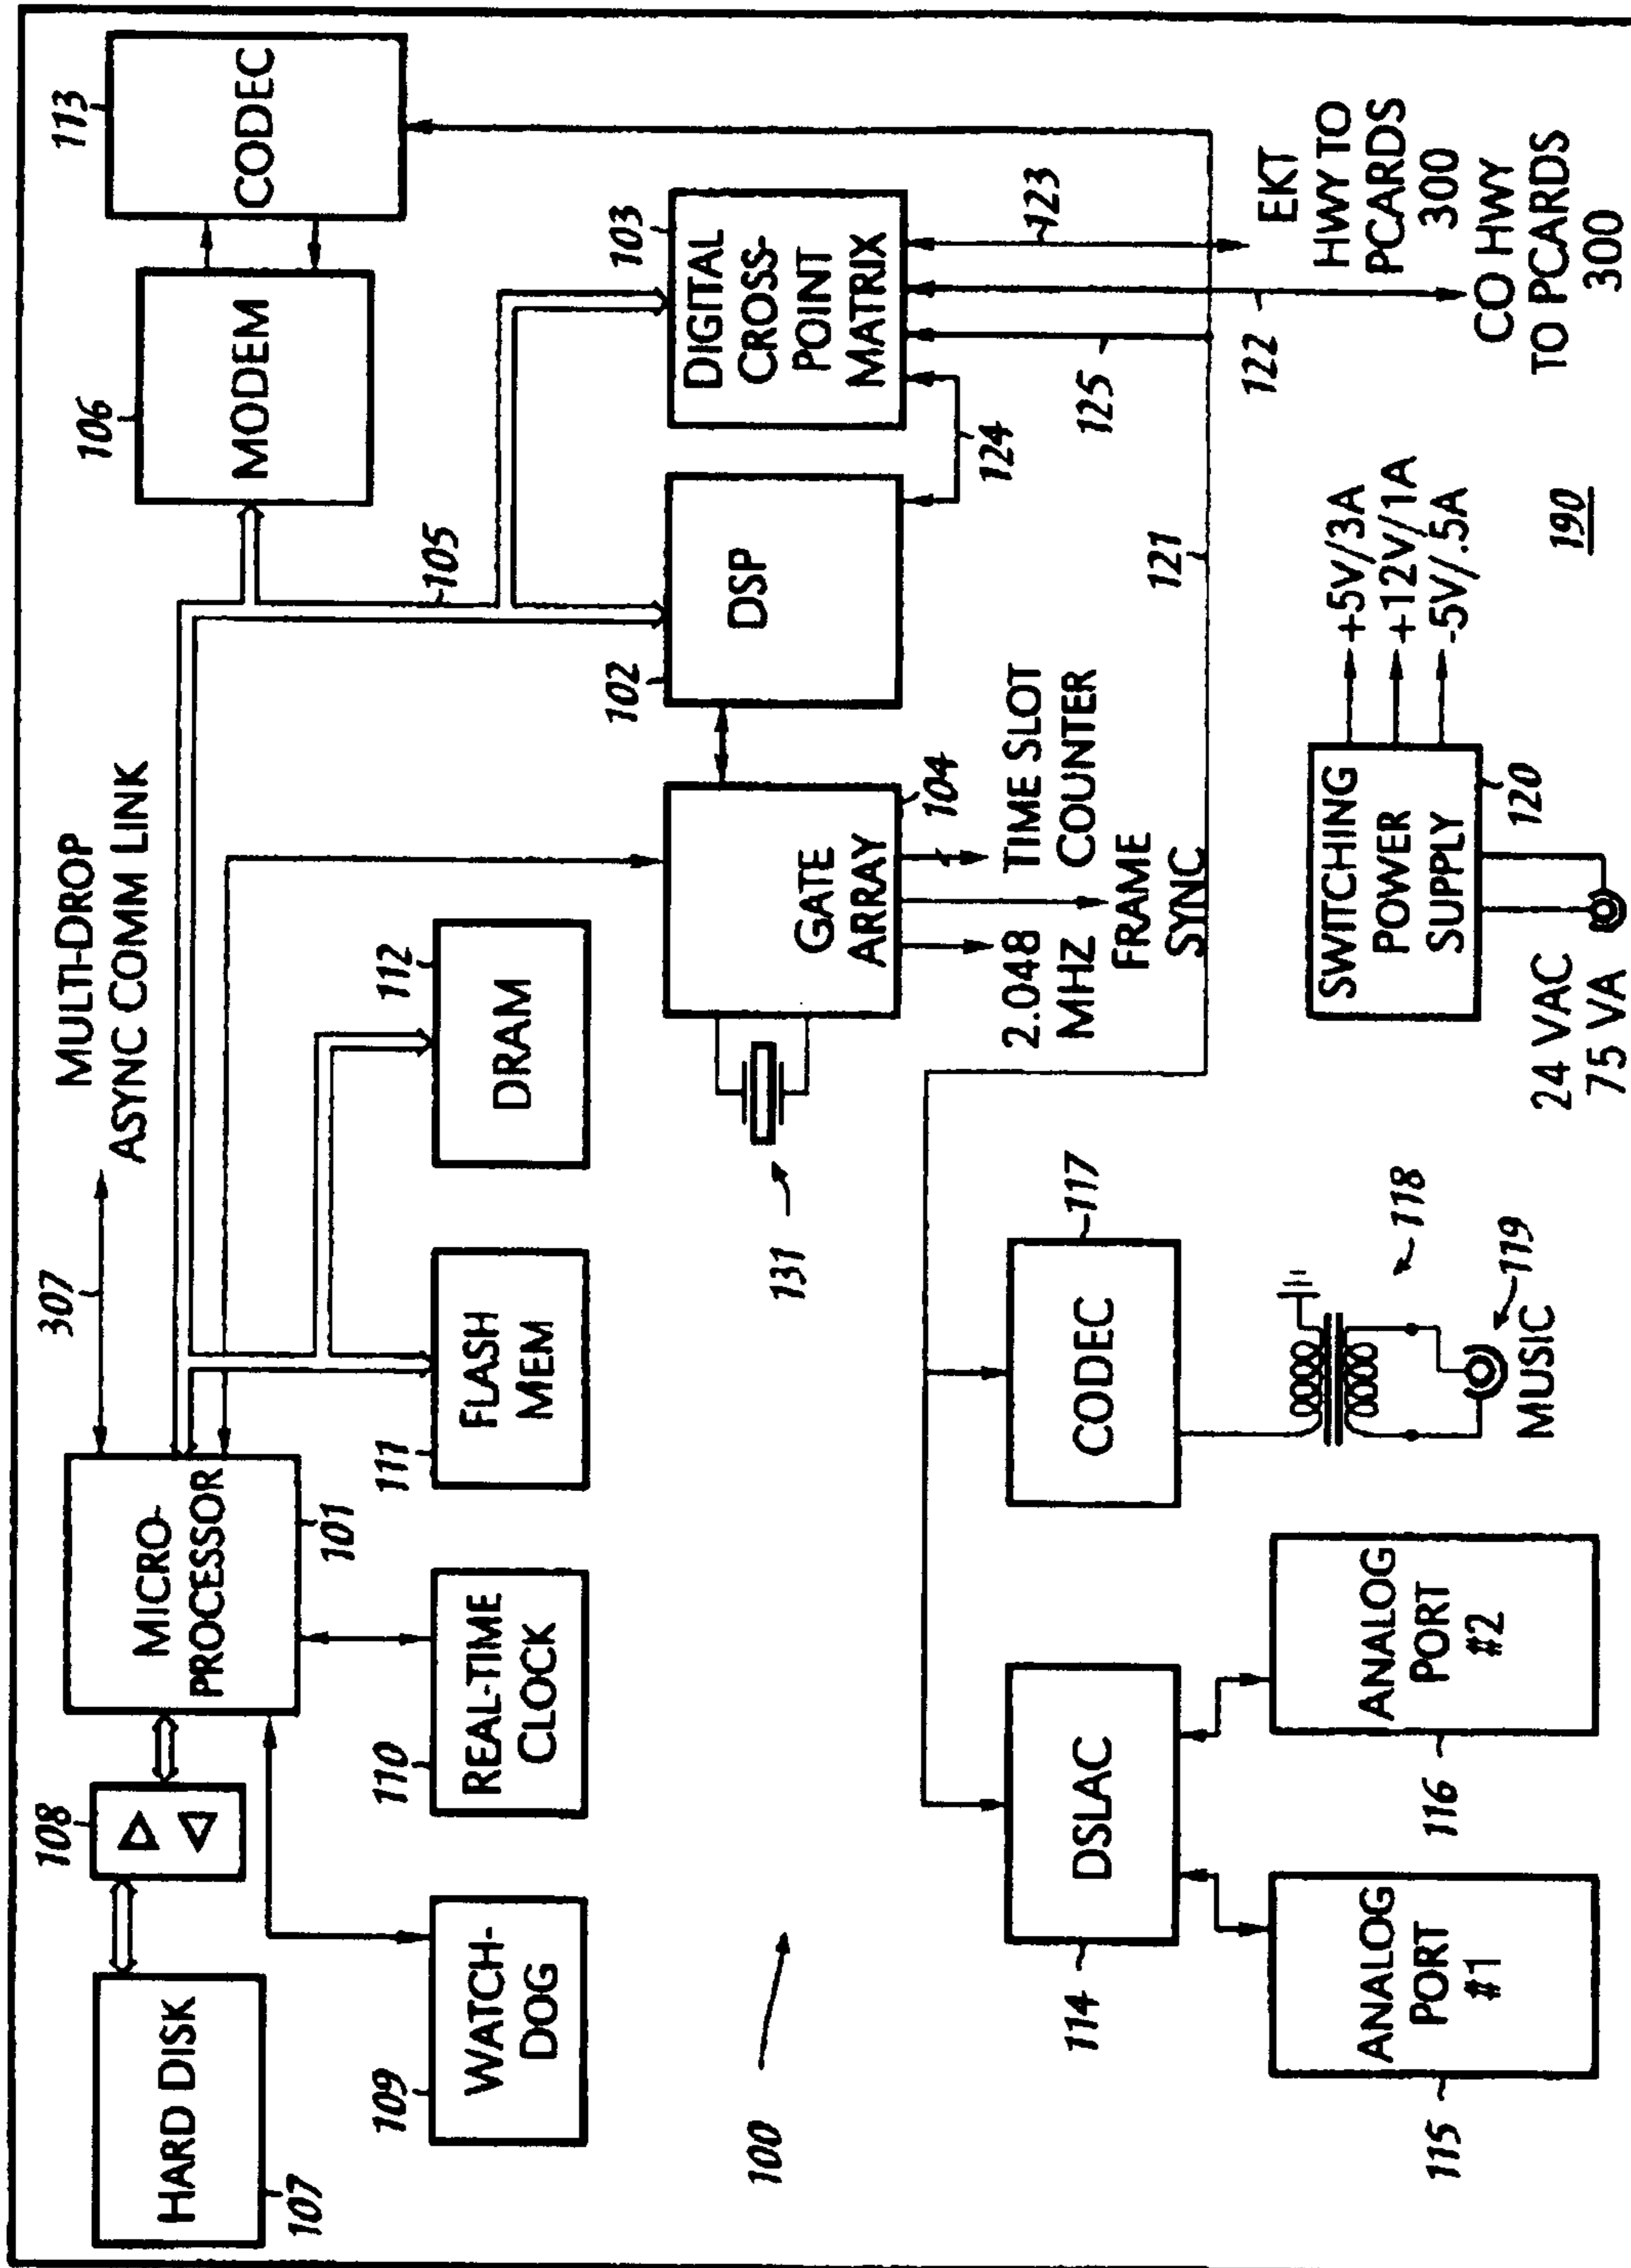 MULTI-DROP
ASYNC COMM LINK
307
HARD DISK
107
108
MICRO-
PROCESSOR
101
106
MODEM
113
CODEC
105
109
WATCH-
DOG
110
REAL-TIME
CLOCK
111
FLASH
MEM
112
DRAM
131
GATE
ARRAY
104
102
DSP
103
DIGITAL
CROSS-
POINT
MATRIX
124
125
123
122
100
2.048
MHZ
FRAME
SYNC
TIME SLOT
COUNTER
121
EKT
HWY TO
PCARDS
300
CO HWY
TO PCARDS
300
114
DSLAC
CODEC
117
115
ANALOG
PORT
#1
116
ANALOG
PORT
#2
118
119
MUSIC
SWITCHING
POWER
SUPPLY
120
24 VAC
75 VA
+5V/3A
+12V/1A
-5V/.5A
190